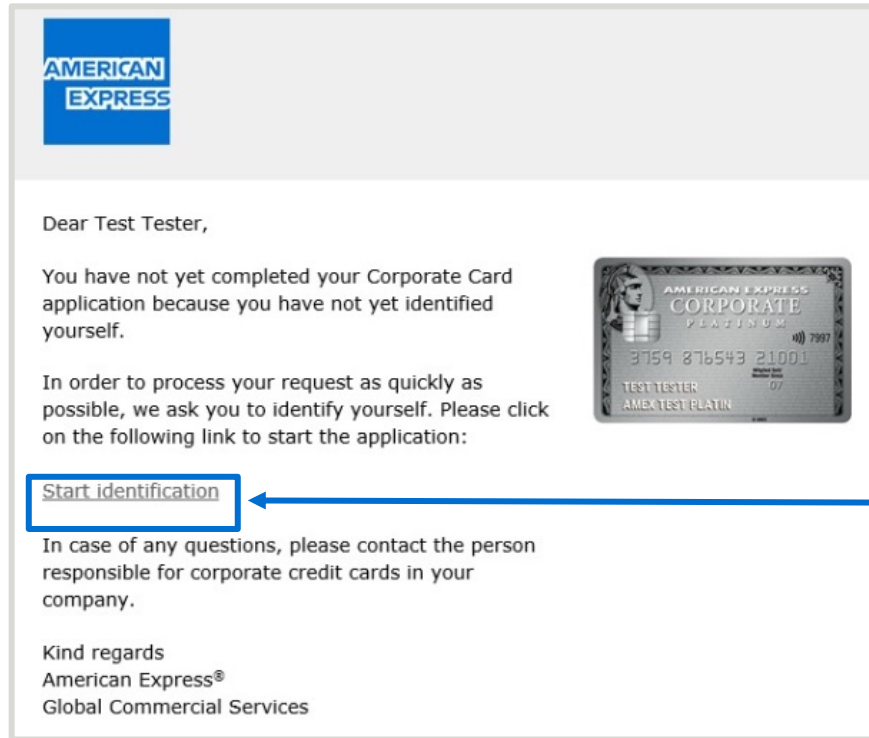 AMERICAN
EXPRESS
Dear Test Tester,
You have not yet completed your Corporate Card
application because you have not yet identified
yourself.
AMERICAN EXPRESS
CORPORATE
PLATINUM
7997
3759 876543 21001
Member Since
07
TEST TESTER
AMEX TEST PLATIN
In order to process your request as quickly as
possible, we ask you to identify yourself. Please click
on the following link to start the application:
Start identification
In case of any questions, please contact the person
responsible for corporate credit cards in your
company.
Kind regards
American Express®
Global Commercial Services